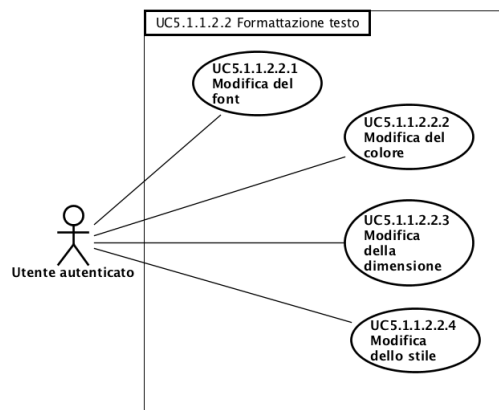 UC5.1.1.2.2 Formattazione testo
UC5.1.1.2.2.1
Modifica del
font
UC5.1.1.2.2.2
Modifica del
colore
UC5.1.1.2.2.3
Modifica
della
dimensione
Utente autenticato
UC5.1.1.2.2.4
Modifica
dello stile